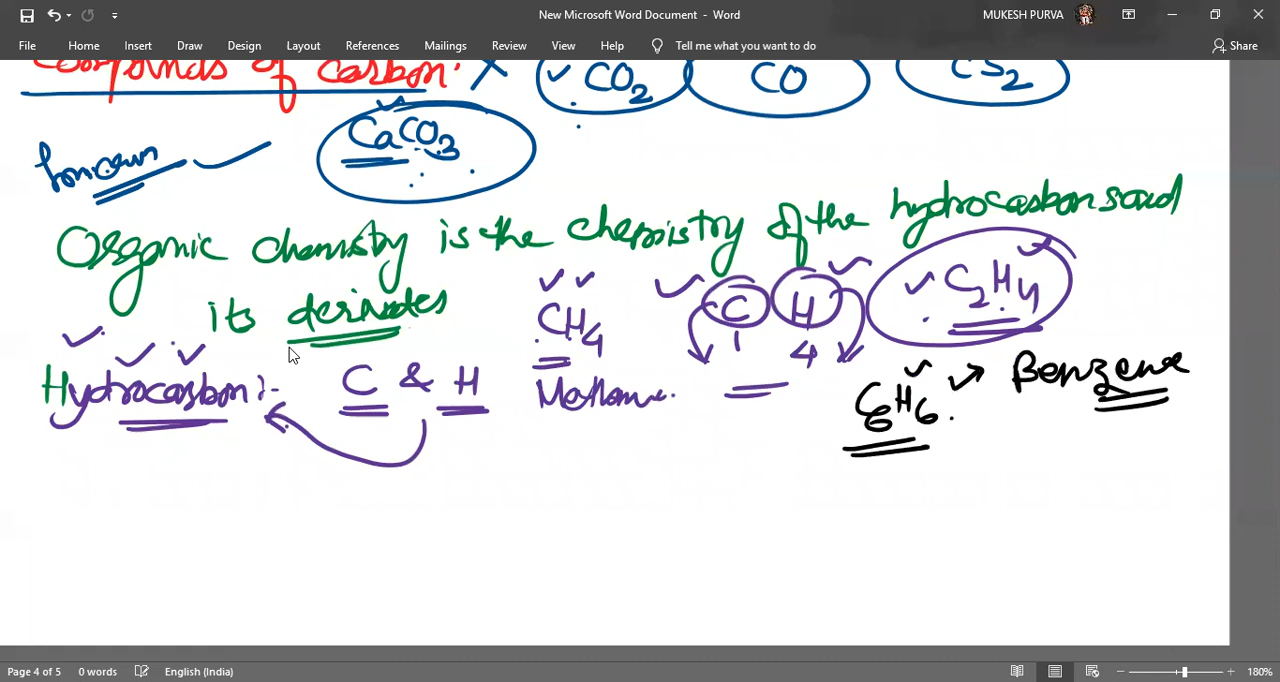 New Microsoft Word Document - Word
MUKESH PURVA
File Home Insert Draw Design Layout References Mailings Review View Help Tell me what you want to do Share
Compounds of carbon. CO2 CO CS2
CaCO3
Organic chemistry is the chemistry of the hydrocarbons and
its derivates
CH4 C H C2H4
1 4
Hydrocarbon:- C & H Methane. C6H6 Benzene
Page 4 of 5 0 words English (India) 180%